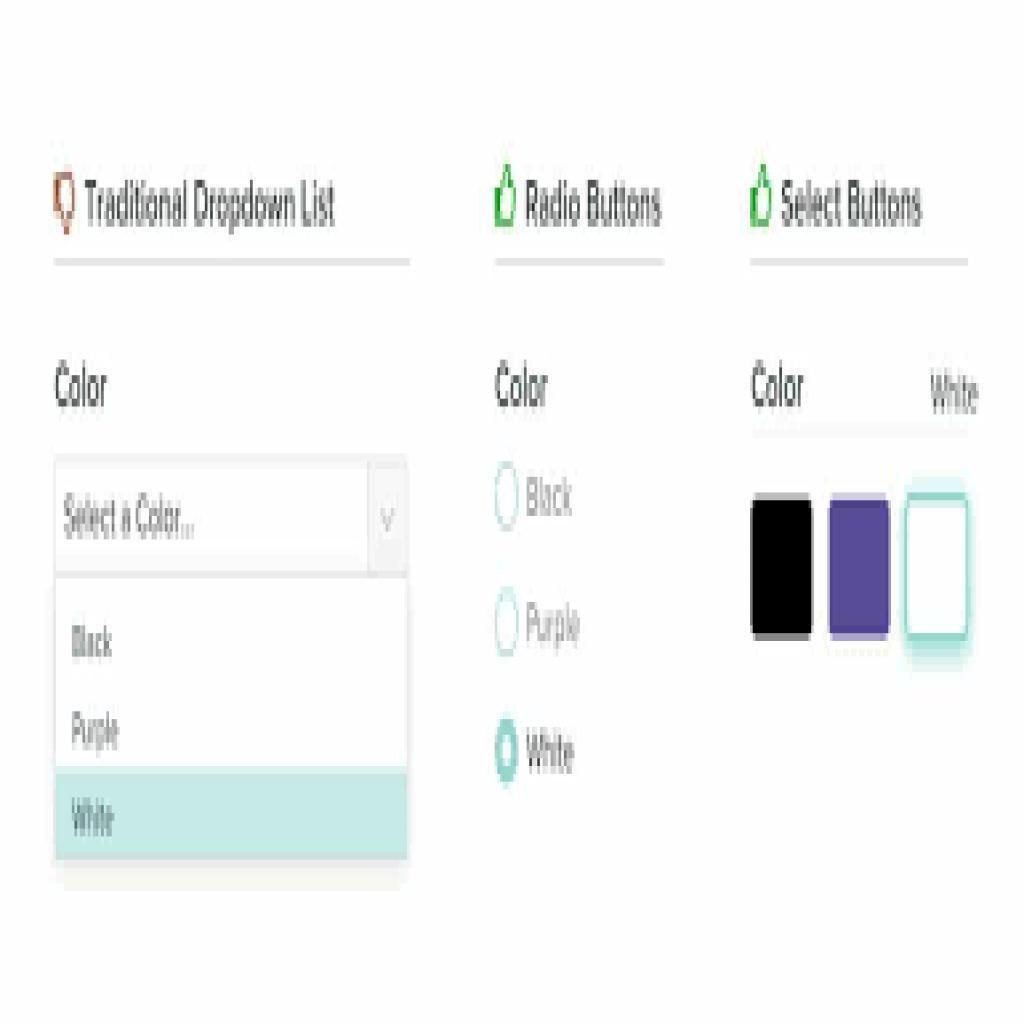 Traditional Dropdown List
Color
Select a Color...
Black
Purple
White
Radio Buttons
Color
Black
Purple
White
Select Buttons
Color White